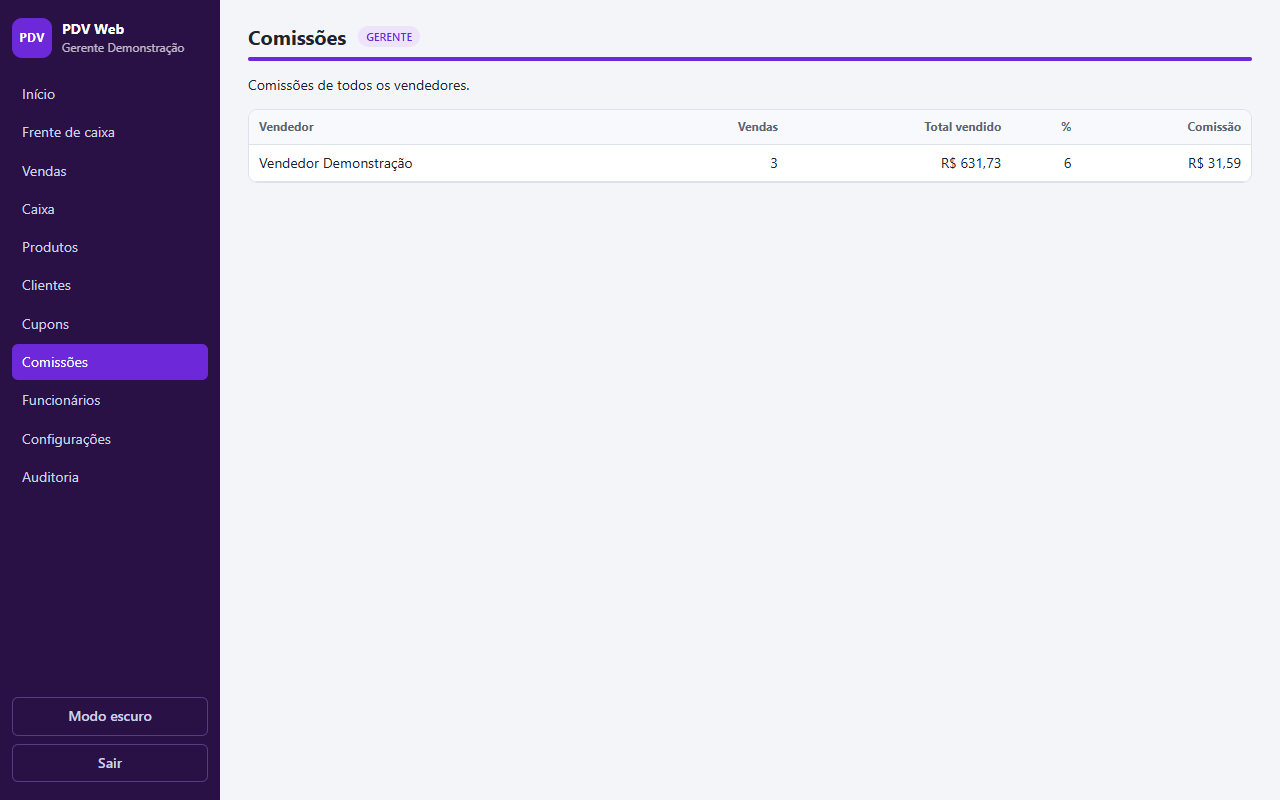 PDV
PDV Web
Gerente Demonstração
Início
Frente de caixa
Vendas
Caixa
Produtos
Clientes
Cupons
Comissões
Funcionários
Configurações
Auditoria
Modo escuro
Sair
Comissões GERENTE
Comissões de todos os vendedores.
Vendedor Vendas Total vendido % Comissão
Vendedor Demonstração 3 R$ 631,73 6 R$ 31,59